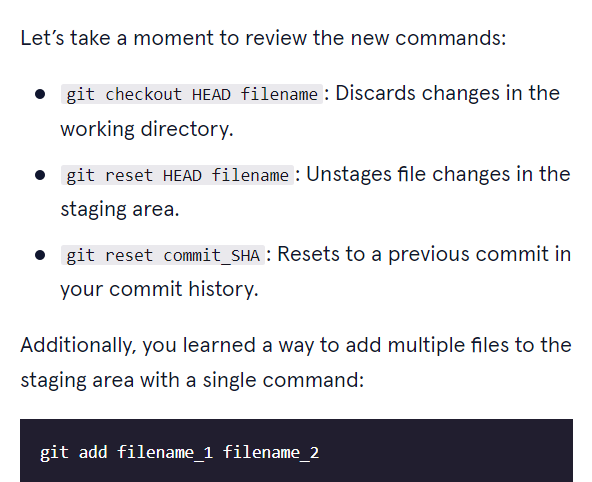 Let’s take a moment to review the new commands:
git checkout HEAD filename : Discards changes in the
working directory.
git reset HEAD filename : Unstages file changes in the
staging area.
git reset commit_SHA : Resets to a previous commit in
your commit history.
Additionally, you learned a way to add multiple files to the
staging area with a single command:
git add filename_1 filename_2